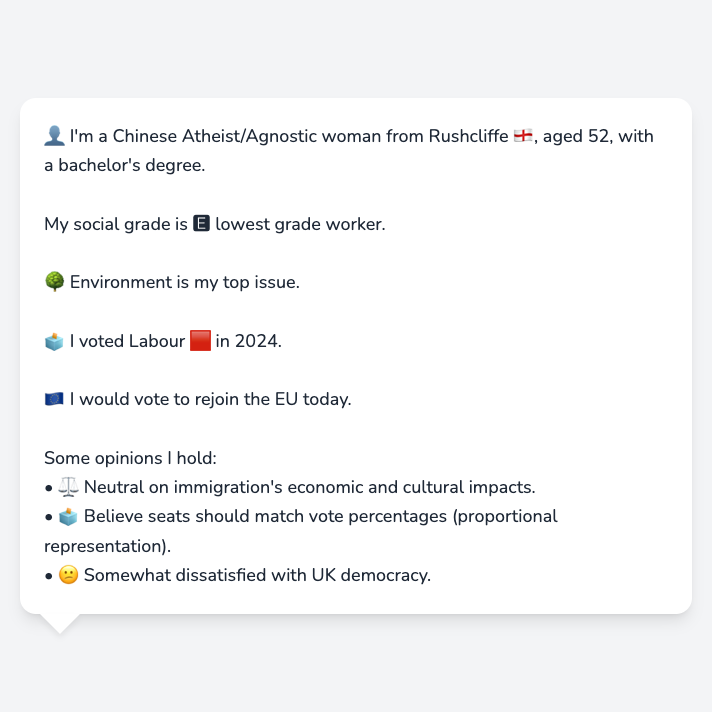 👤 I'm a Chinese Atheist/Agnostic woman from Rushcliffe 🏴󠁧󠁢󠁥󠁮󠁧󠁿, aged 52, with
a bachelor's degree.
My social grade is 🅴 lowest grade worker.
🌳 Environment is my top issue.
🗳️ I voted Labour 🟥 in 2024.
🇪🇺 I would vote to rejoin the EU today.
Some opinions I hold:
• ⚖️ Neutral on immigration's economic and cultural impacts.
• 🗳️ Believe seats should match vote percentages (proportional
representation).
• 😕 Somewhat dissatisfied with UK democracy.